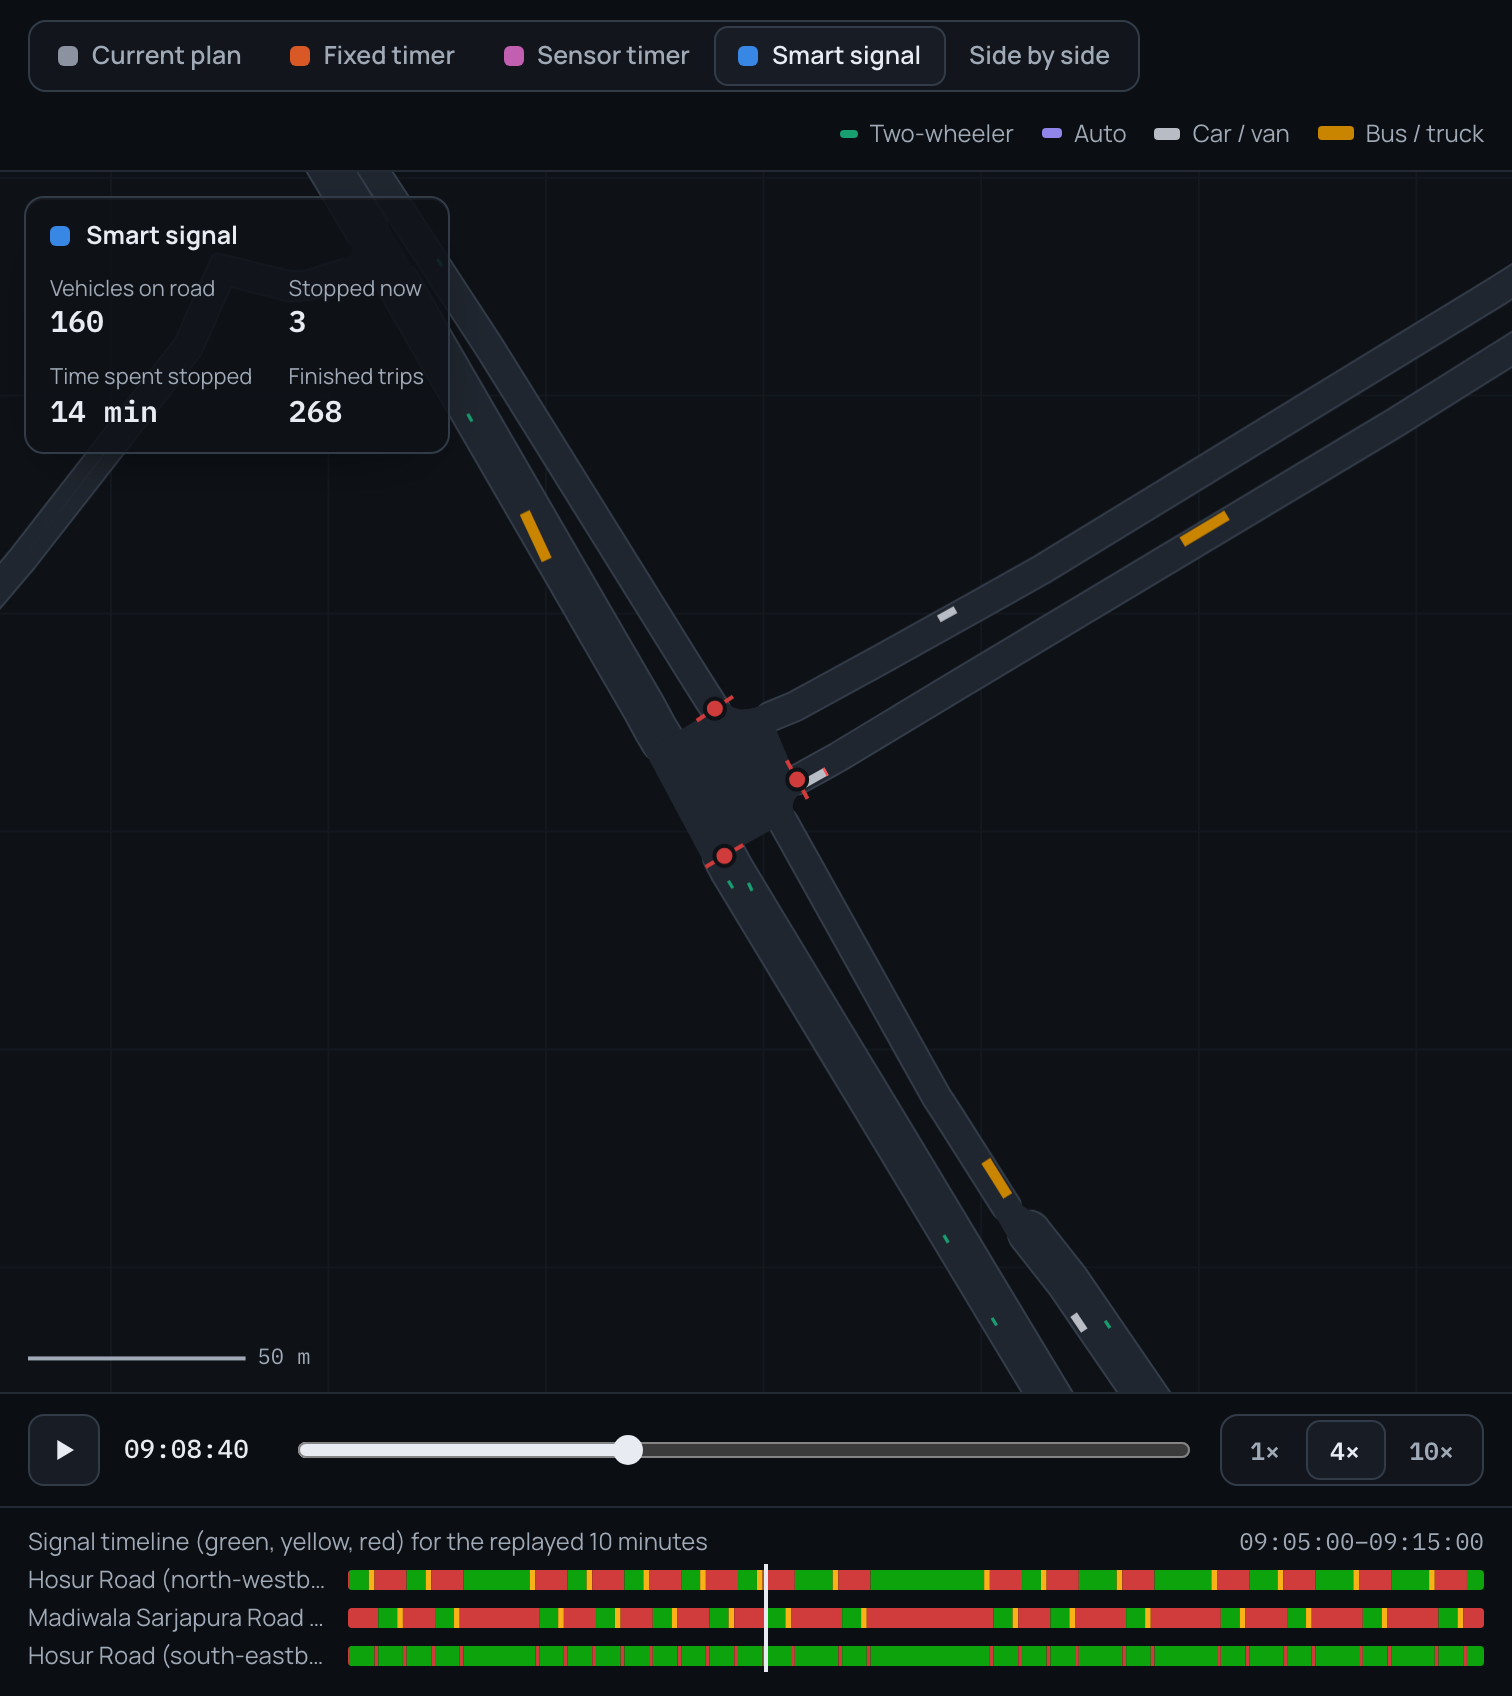 Current plan Fixed timer Sensor timer Smart signal Side by side
Two-wheeler Auto Car / van Bus / truck
Smart signal
Vehicles on road Stopped now
160 3
Time spent stopped Finished trips
14 min 268
50 m
09:08:40 1× 4× 10×
Signal timeline (green, yellow, red) for the replayed 10 minutes 09:05:00–09:15:00
Hosur Road (north-westb…
Madiwala Sarjapura Road …
Hosur Road (south-eastb…